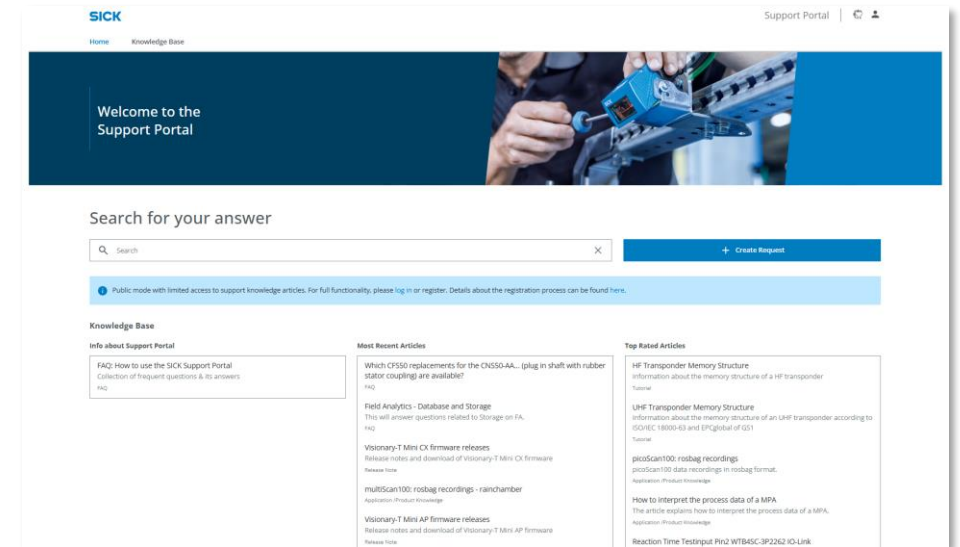 SICK
Support Portal
Home Knowledge Base
Welcome to the
Support Portal
Search for your answer
Search
+ Create Request
Public mode with limited access to support knowledge articles. For full functionality, please log in or register. Details about the registration process can be found here.
Knowledge Base
Info about Support Portal
FAQ: How to use the SICK Support Portal
Collection of frequent questions & its answers
FAQ
Most Recent Articles
Which CFS50 replacements for the CNS50-AA... (plug in shaft with rubber
stator coupling) are available?
FAQ
Field Analytics - Database and Storage
This will answer questions related to Storage on FA.
FAQ
Visionary-T Mini CX firmware releases
Release notes and download of Visionary-T Mini CX firmware
Release Note
multiScan100: rosbag recordings - rainchamber
Application /Product Knowledge
Visionary-T Mini AP firmware releases
Release notes and download of Visionary-T Mini AP firmware
Release Note
Top Rated Articles
HF Transponder Memory Structure
Information about the memory structure of a HF transponder
Tutorial
UHF Transponder Memory Structure
Information about the memory structure of an UHF transponder according to
ISO/IEC 18000-63 and EPCglobal of GS1
Tutorial
picoScan100: rosbag recordings
picoScan100 data recordings in rosbag format.
Application /Product Knowledge
How to interpret the process data of a MPA
The article explains how to interpret the process data of a MPA.
Application /Product Knowledge
Reaction Time Testinput Pin2 WTB4SC-3P2262 IO-Link